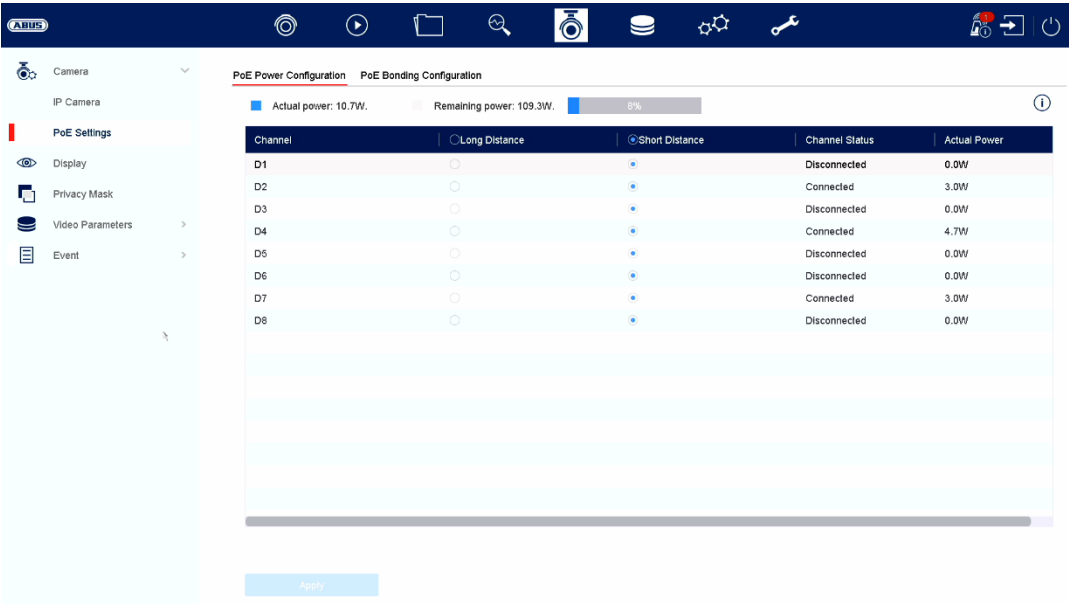 ABUS
1
Camera
IP Camera
PoE Settings
Display
Privacy Mask
Video Parameters
Event
PoE Power Configuration PoE Bonding Configuration
Actual power: 10.7W. Remaining power: 109.3W. 8%
Channel Long Distance Short Distance Channel Status Actual Power
D1 Disconnected 0.0W
D2 Connected 3.0W
D3 Disconnected 0.0W
D4 Connected 4.7W
D5 Disconnected 0.0W
D6 Disconnected 0.0W
D7 Connected 3.0W
D8 Disconnected 0.0W
Apply